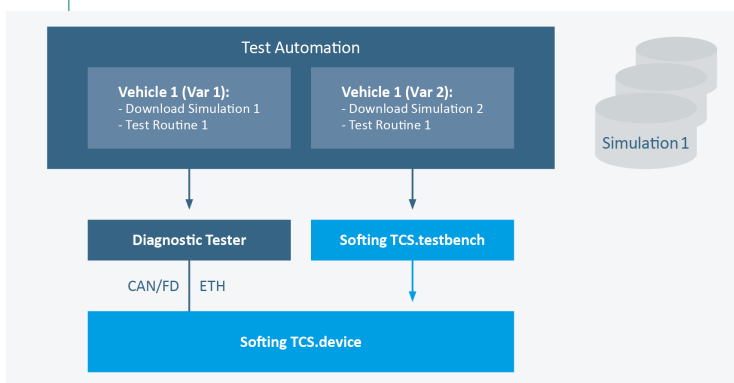 Test Automation
Vehicle 1 (Var 1):
- Download Simulation 1
- Test Routine 1
Vehicle 1 (Var 2):
- Download Simulation 2
- Test Routine 1
Simulation 1
Diagnostic Tester
Softing TCS.testbench
CAN/FD
ETH
Softing TCS.device